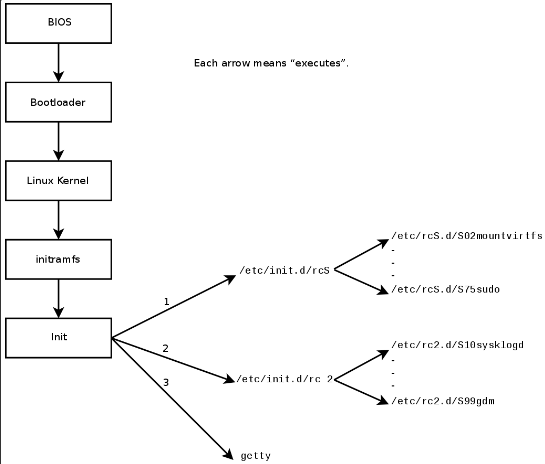 BIOS
Each arrow means “executes”.
Bootloader
Linux Kernel
initramfs
Init
1
2
3
/etc/init.d/rcS
/etc/rcS.d/S02mountvirtfs
-
-
-
/etc/rcS.d/S75sudo
/etc/init.d/rc 2
/etc/rc2.d/S10sysklogd
-
-
-
/etc/rc2.d/S99gdm
getty